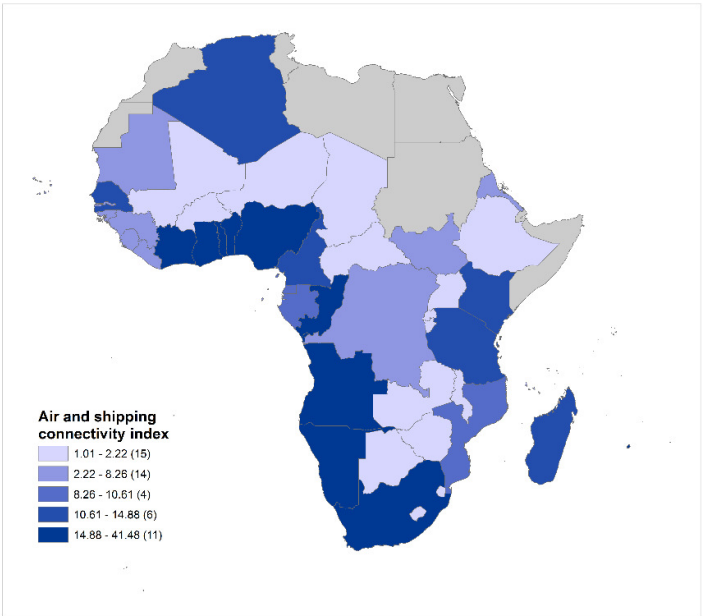 Air and shipping
connectivity index
1.01 - 2.22 (15)
2.22 - 8.26 (14)
8.26 - 10.61 (4)
10.61 - 14.88 (6)
14.88 - 41.48 (11)